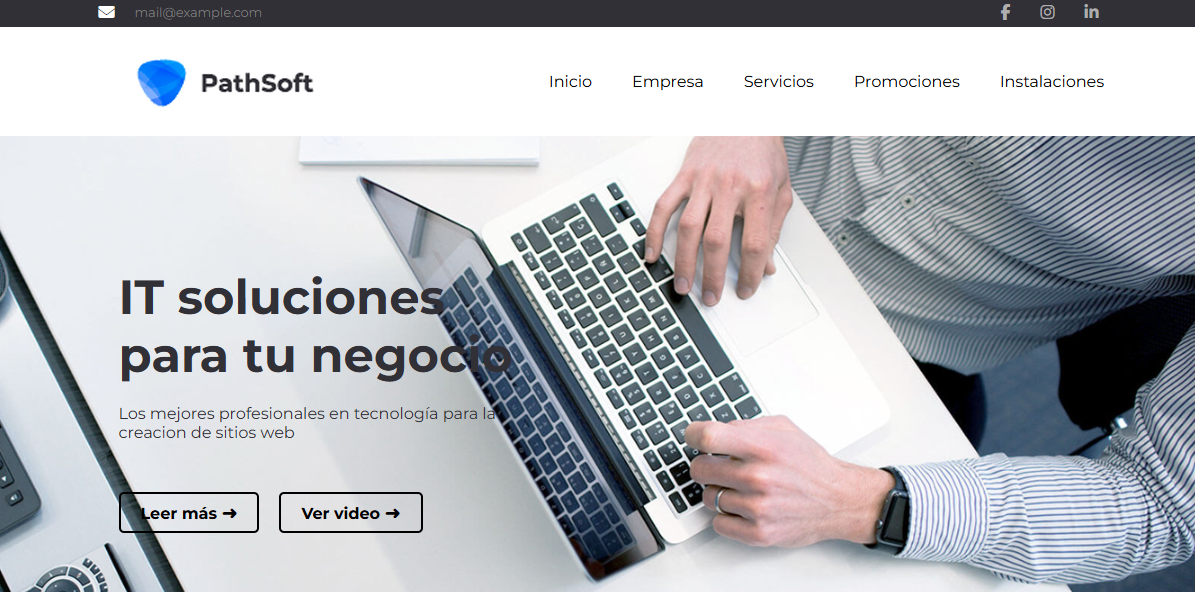 mail@example.com
PathSoft
Inicio Empresa Servicios Promociones Instalaciones
IT soluciones
para tu negocio
Los mejores profesionales en tecnología para la
creacion de sitios web
Leer más ➜ Ver video ➜